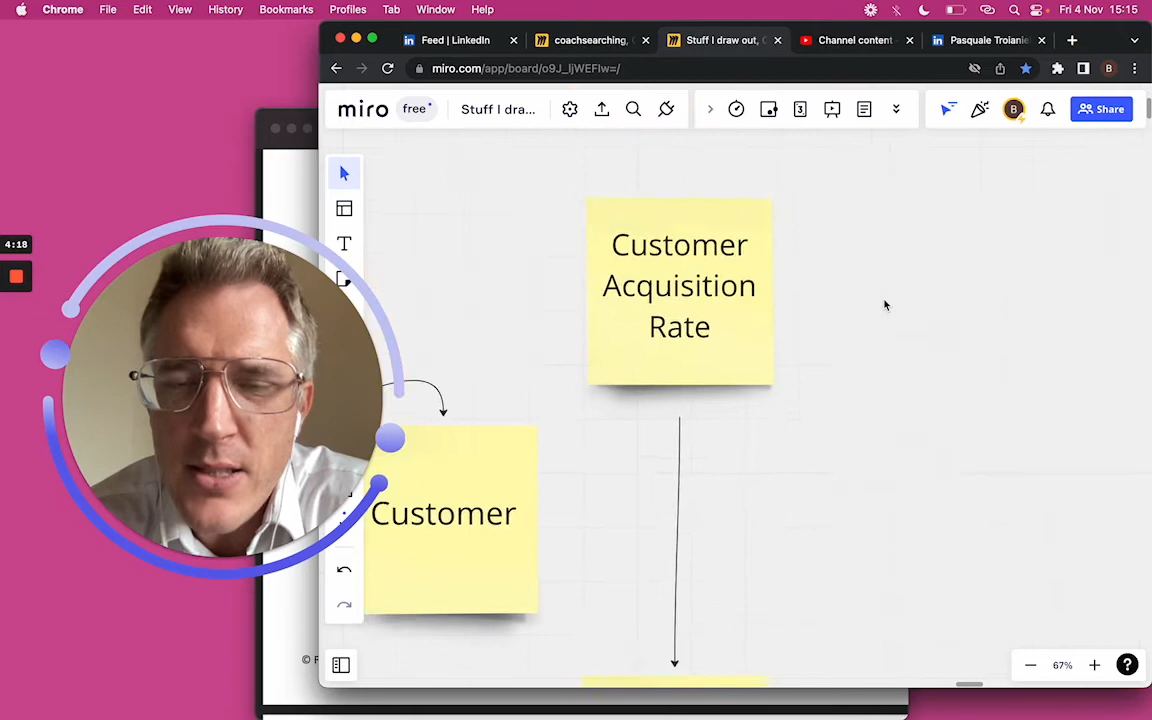 Chrome File Edit View History Bookmarks Profiles Tab Window Help Fri 4 Nov 15:15
Feed | LinkedIn coachsearching, Stuff I draw out, Channel content Pasquale Troiani
miro.com/app/board/o9J_ljWEFIw=/ B
miro free Stuff I dra... 3 B Share
T
4:18
Customer
Acquisition
Rate
Customer
©
67% ?